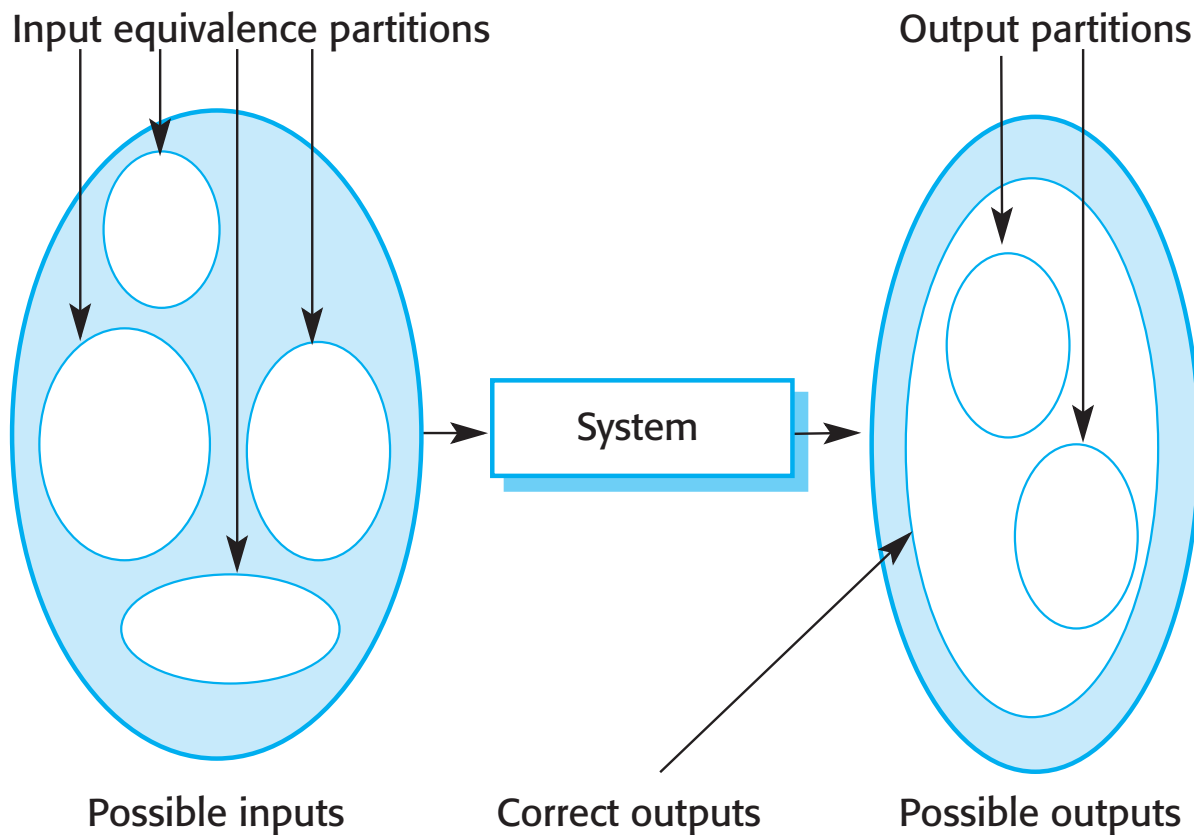 Input equivalence partitions
Output partitions
System
Possible inputs
Correct outputs
Possible outputs